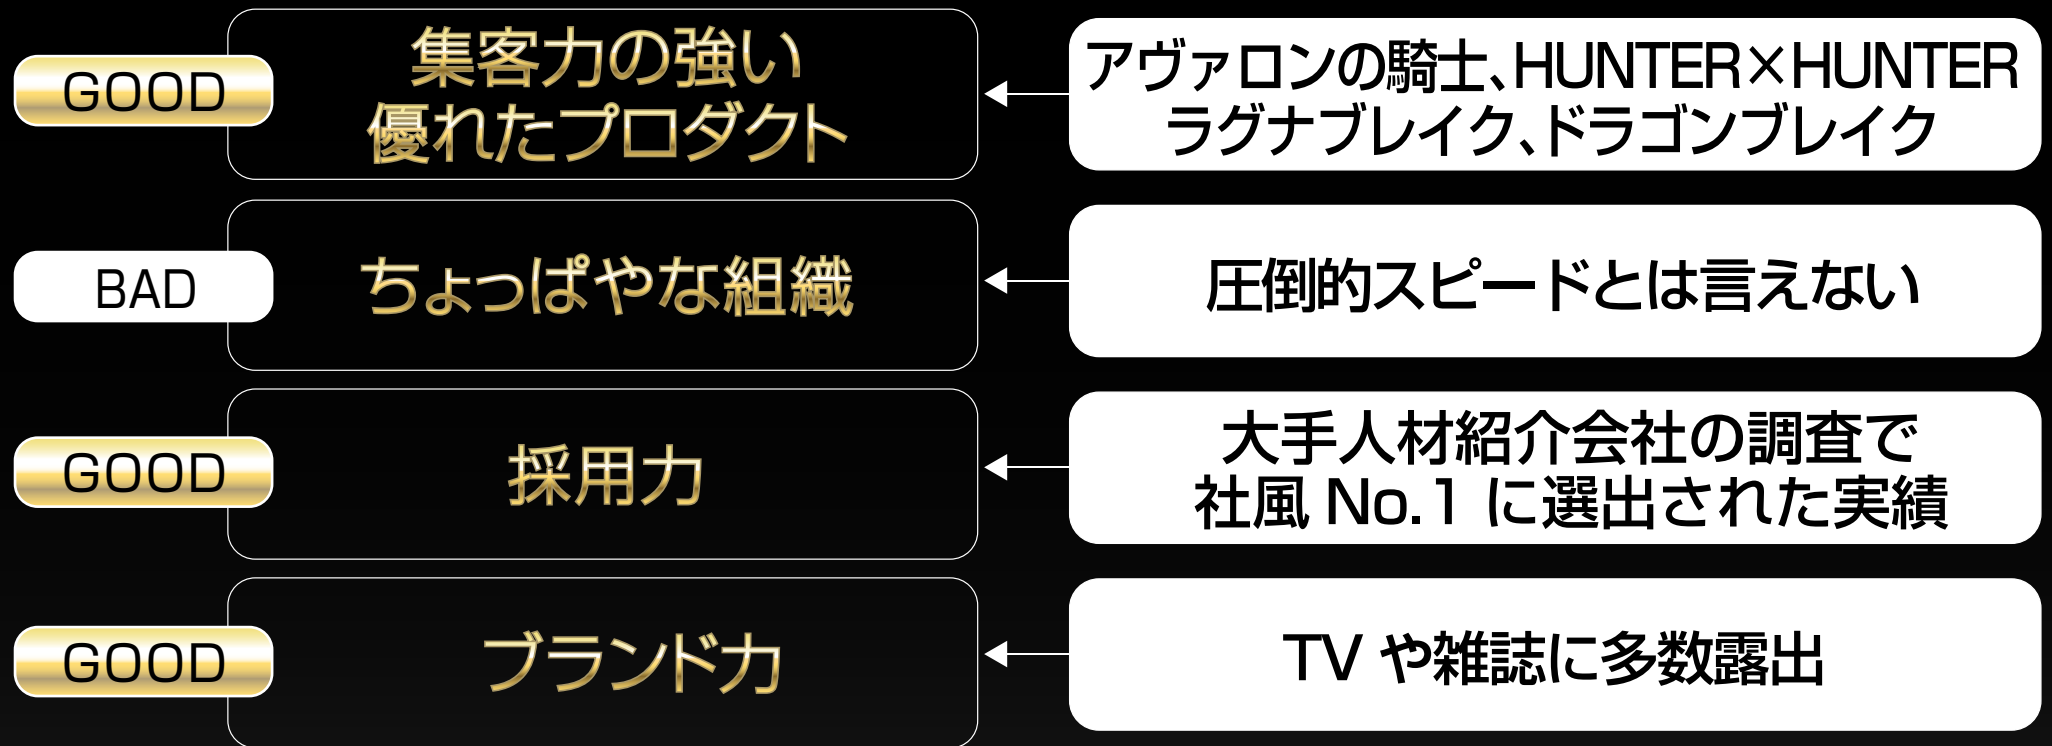 GOOD
集客力の強い
優れたプロダクト
アヴァロンの騎士、HUNTER×HUNTER
ラグナブレイク、ドラゴンブレイク
BAD
ちょっぱやな組織
圧倒的スピードとは言えない
GOOD
採用力
大手人材紹介会社の調査で
社風 No.1 に選出された実績
GOOD
ブランド力
TV や雑誌に多数露出